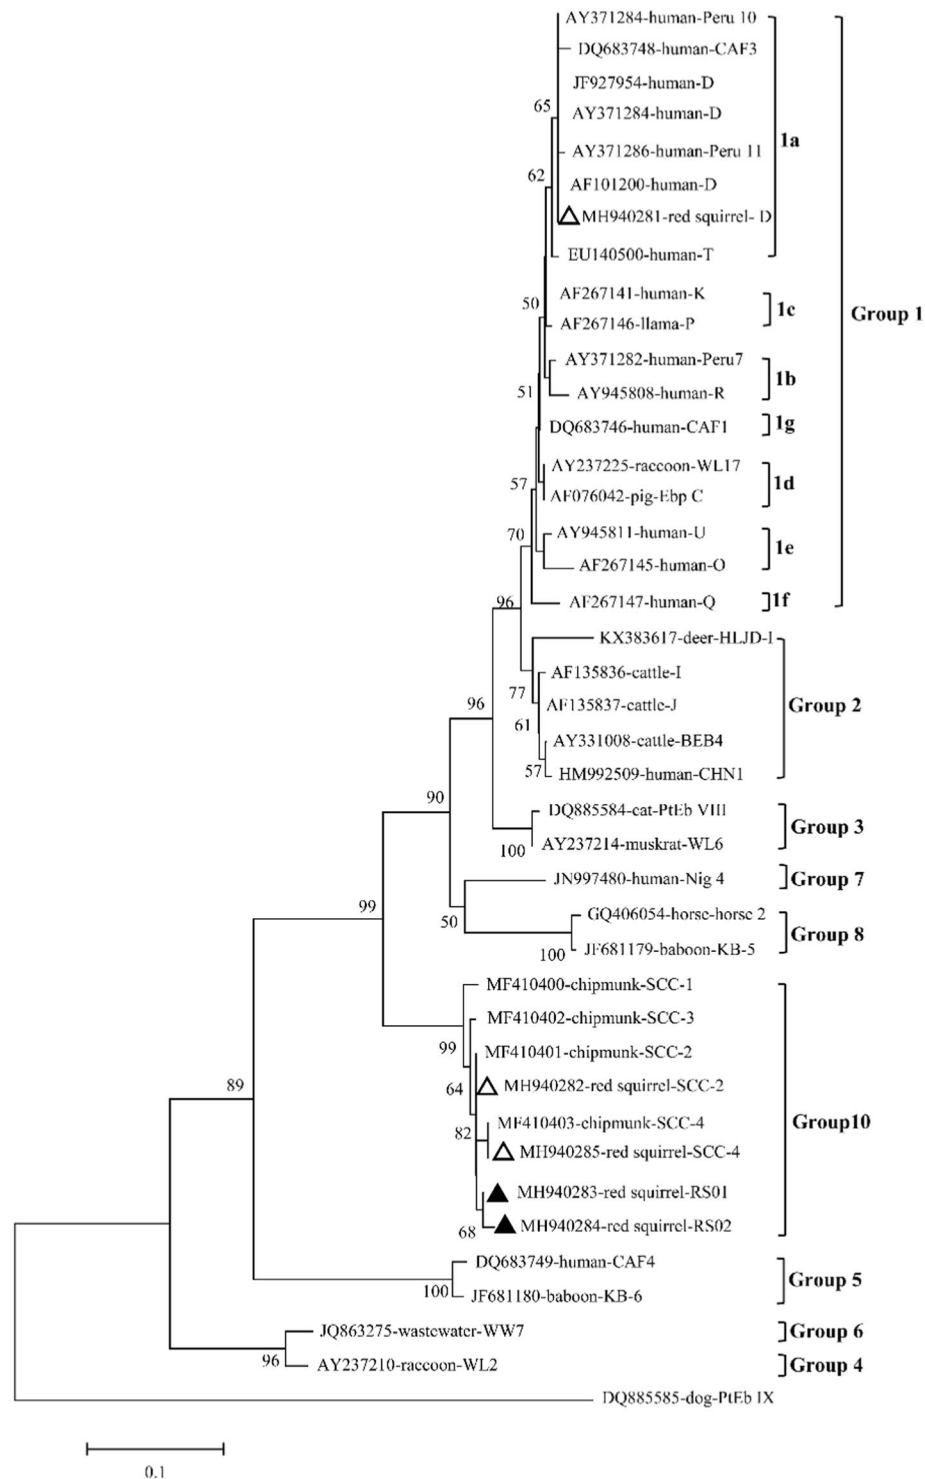 AY371284-human-Peru 10
DQ683748-human-CAF3
JF927954-human-D
65
AY371284-human-D
1a
AY371286-human-Peru 11
62
AF101200-human-D
MH940281-red squirrel- D
EU140500-human-T
AF267141-human-K
50
1c
Group 1
AF267146-llama-P
AY371282-human-Peru7
1b
51
AY945808-human-R
DQ683746-human-CAF1
1g
AY237225-raccoon-WL17
57
1d
AF076042-pig-Ebp C
70
AY945811-human-U
1e
AF267145-human-O
96
AF267147-human-Q
1f
KX383617-deer-HLJD-I
AF135836-cattle-I
77
96
AF135837-cattle-J
Group 2
61
AY331008-cattle-BEB4
57
HM992509-human-CHN1
90
DQ885584-cat-PtEb VIII
Group 3
100
AY237214-muskrat-WL6
JN997480-human-Nig 4
Group 7
99
50
GQ406054-horse-horse 2
Group 8
100
JF681179-baboon-KB-5
MF410400-chipmunk-SCC-1
MF410402-chipmunk-SCC-3
99
MF410401-chipmunk-SCC-2
89
64
MH940282-red squirrel-SCC-2
MF410403-chipmunk-SCC-4
Group10
82
MH940285-red squirrel-SCC-4
MH940283-red squirrel-RS01
68
MH940284-red squirrel-RS02
DQ683749-human-CAF4
Group 5
100
JF681180-baboon-KB-6
JQ863275-wastewater-WW7
Group 6
96
AY237210-raccoon-WL2
Group 4
DQ885585-dog-PtEb IX
0.1